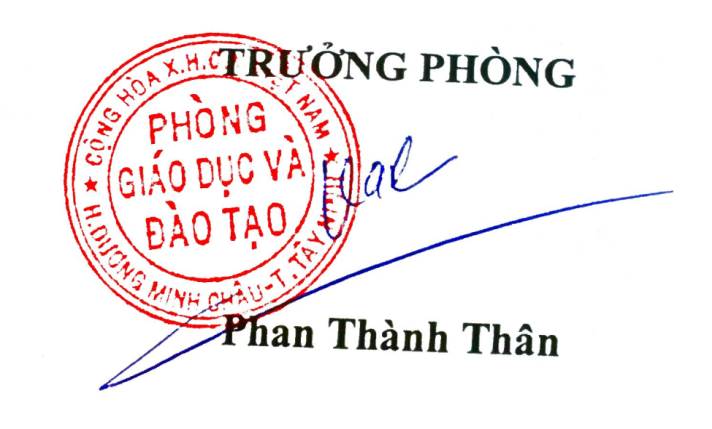 TRƯỞNG PHÒNG
CỘNG HÒA X.H.C.N VIỆT NAM
PHÒNG
GIÁO DỤC VÀ
ĐÀO TẠO
★ H.DƯƠNG MINH CHÂU-T.TÂY NINH ★
Phan Thành Thân